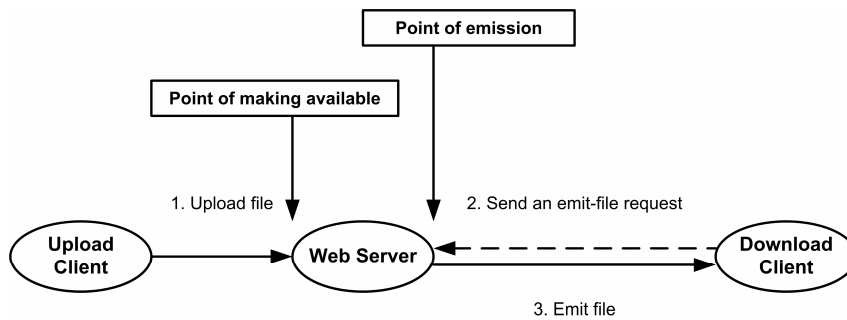 Point of emission
Point of making available
1. Upload file
2. Send an emit-file request
Upload
Client
Web Server
Download
Client
3. Emit file